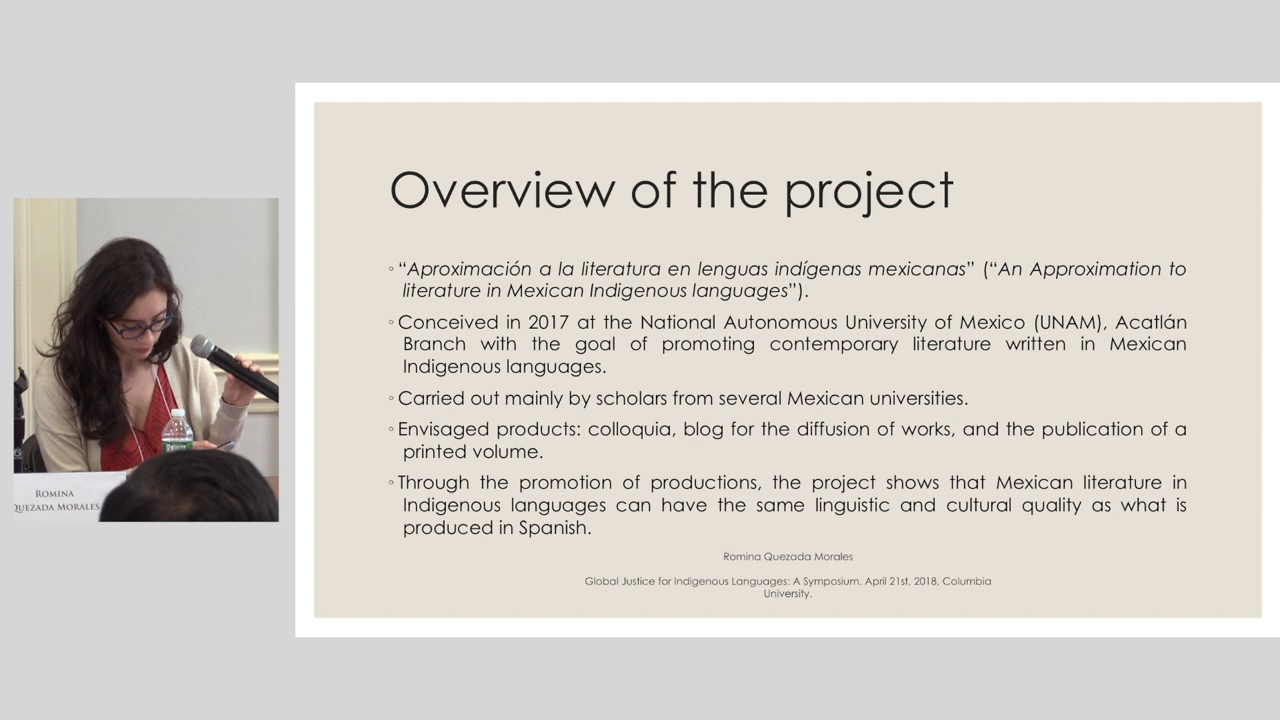 Overview of the project
◦ “Aproximación a la literatura en lenguas indígenas mexicanas” (“An Approximation to
literature in Mexican Indigenous languages”).
◦ Conceived in 2017 at the National Autonomous University of Mexico (UNAM), Acatlán
Branch with the goal of promoting contemporary literature written in Mexican
Indigenous languages.
◦ Carried out mainly by scholars from several Mexican universities.
◦ Envisaged products: colloquia, blog for the diffusion of works, and the publication of a
printed volume.
◦ Through the promotion of productions, the project shows that Mexican literature in
Indigenous languages can have the same linguistic and cultural quality as what is
produced in Spanish.
Romina Quezada Morales
Global Justice for Indigenous Languages: A Symposium. April 21st, 2018, Columbia
University.
ROMINA
QUEZADA MORALES